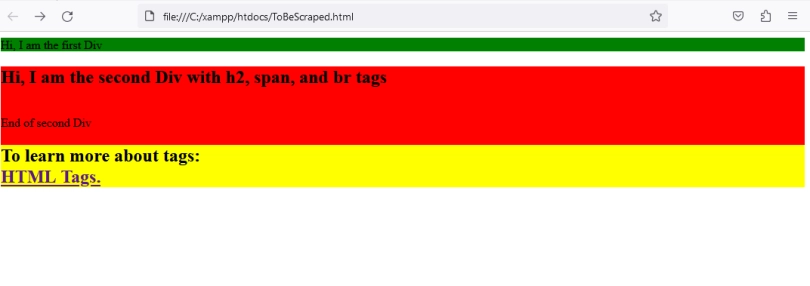 file:///C:/xampp/htdocs/ToBeScraped.html
Hi, I am the first Div
Hi, I am the second Div with h2, span, and br tags
End of second Div
To learn more about tags:
HTML Tags.